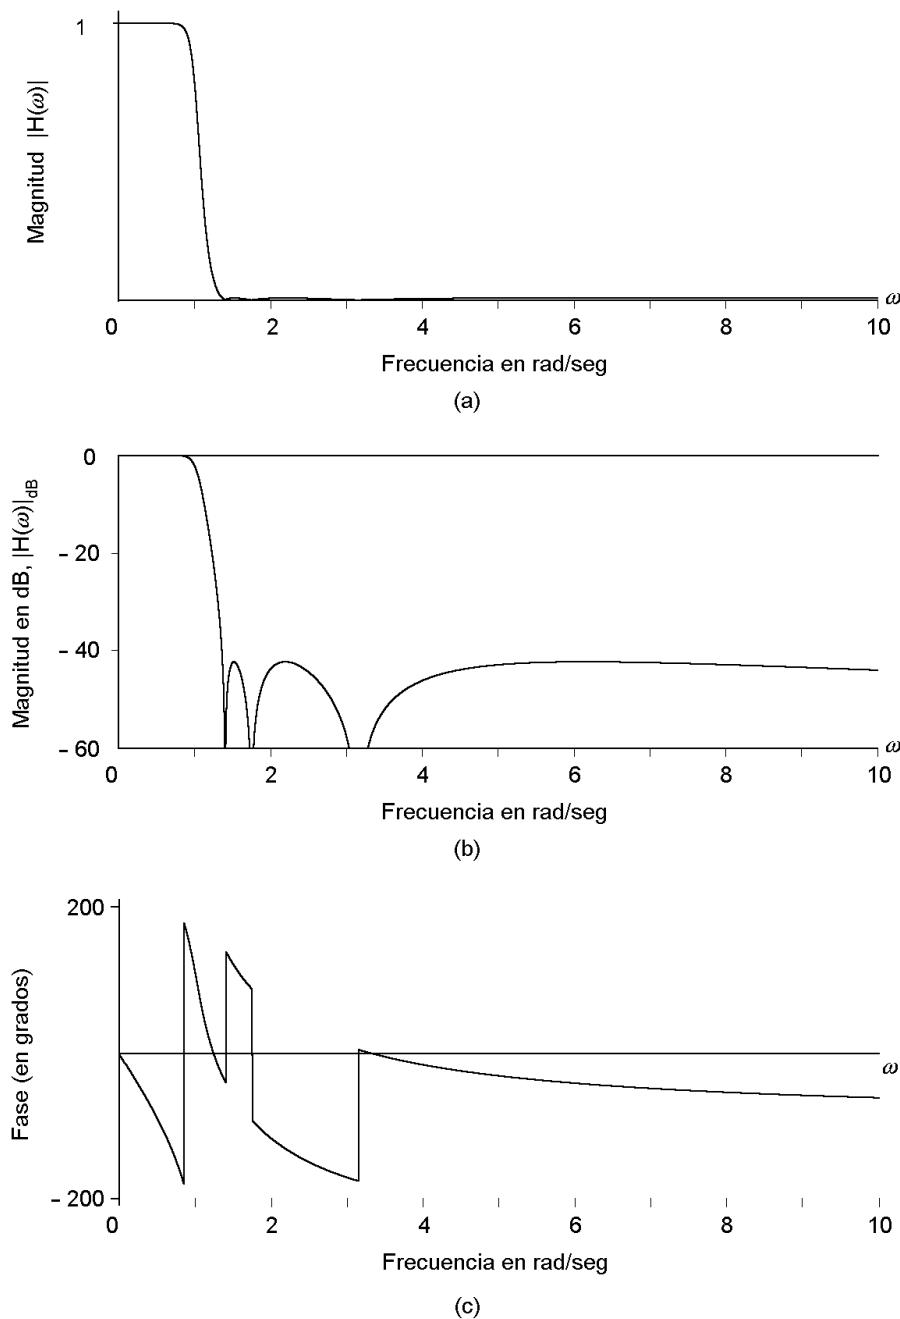 1
Magnitud |H(ω)|
0 2 4 6 8 10 ω
Frecuencia en rad/seg
(a)
0
– 20
– 40
– 60
Magnitud en dB, |H(ω)|dB
0 2 4 6 8 10 ω
Frecuencia en rad/seg
(b)
200
– 200
Fase (en grados)
ω
0 2 4 6 8 10
Frecuencia en rad/seg
(c)